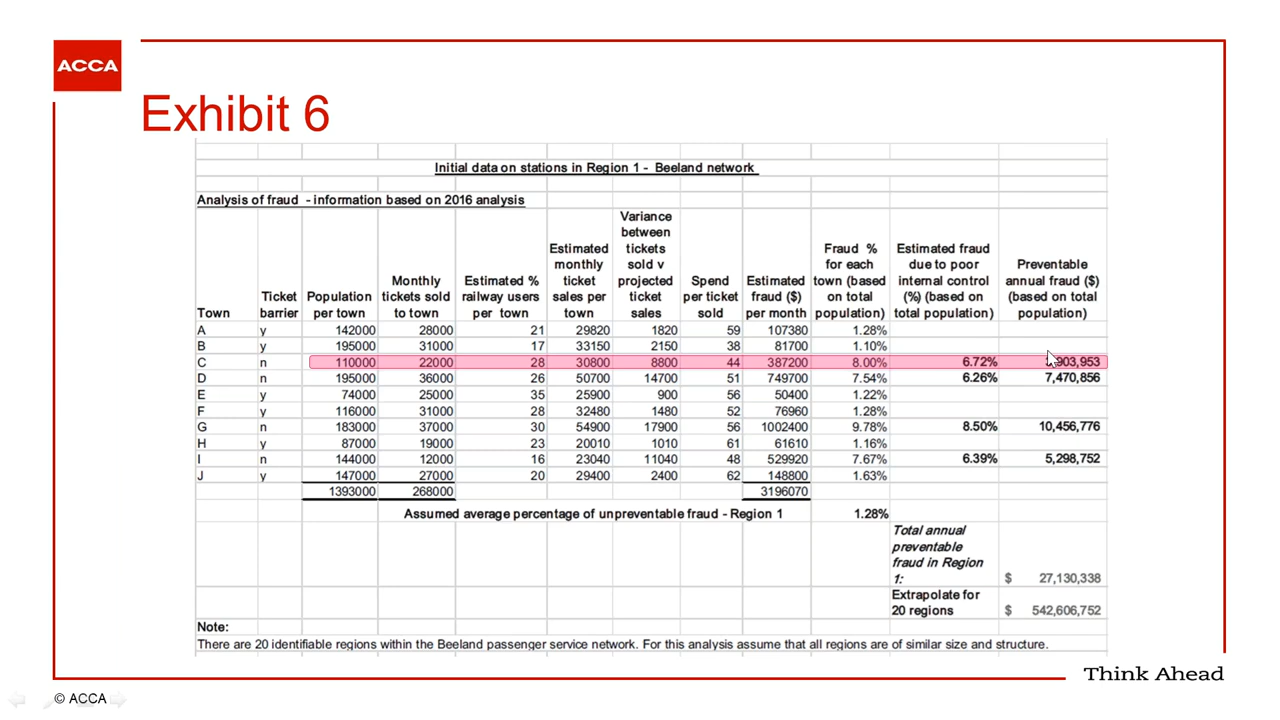 ACCA
Exhibit 6
Initial data on stations in Region 1 - Beeland network
Analysis of fraud - information based on 2016 analysis
Town Ticket barrier Population per town Monthly tickets sold to town Estimated % railway users per town Estimated monthly ticket sales per town Variance between tickets sold v projected ticket sales Spend per ticket sold Estimated fraud ($) per month Fraud % for each town (based on total population) Estimated fraud due to poor internal control (%) (based on total population) Preventable annual fraud ($) (based on total population)
A y 142000 28000 21 29820 1820 59 107380 1.28%
B y 195000 31000 17 33150 2150 38 81700 1.10%
C n 110000 22000 28 30800 8800 44 387200 8.00% 6.72% 903,953
D n 195000 36000 26 50700 14700 51 749700 7.54% 6.26% 7,470,856
E y 74000 25000 35 25900 900 56 50400 1.22%
F y 116000 31000 28 32480 1480 52 76960 1.28%
G n 183000 37000 30 54900 17900 56 1002400 9.78% 8.50% 10,456,776
H y 87000 19000 23 20010 1010 61 61610 1.16%
I n 144000 12000 16 23040 11040 48 529920 7.67% 6.39% 5,298,752
J y 147000 27000 20 29400 2400 62 148800 1.63%
1393000 268000 3196070
Assumed average percentage of unpreventable fraud - Region 1 1.28%
Total annual preventable fraud in Region 1: $ 27,130,338
Extrapolate for 20 regions $ 542,606,752
Note:
There are 20 identifiable regions within the Beeland passenger service network. For this analysis assume that all regions are of similar size and structure.
Think Ahead
© ACCA